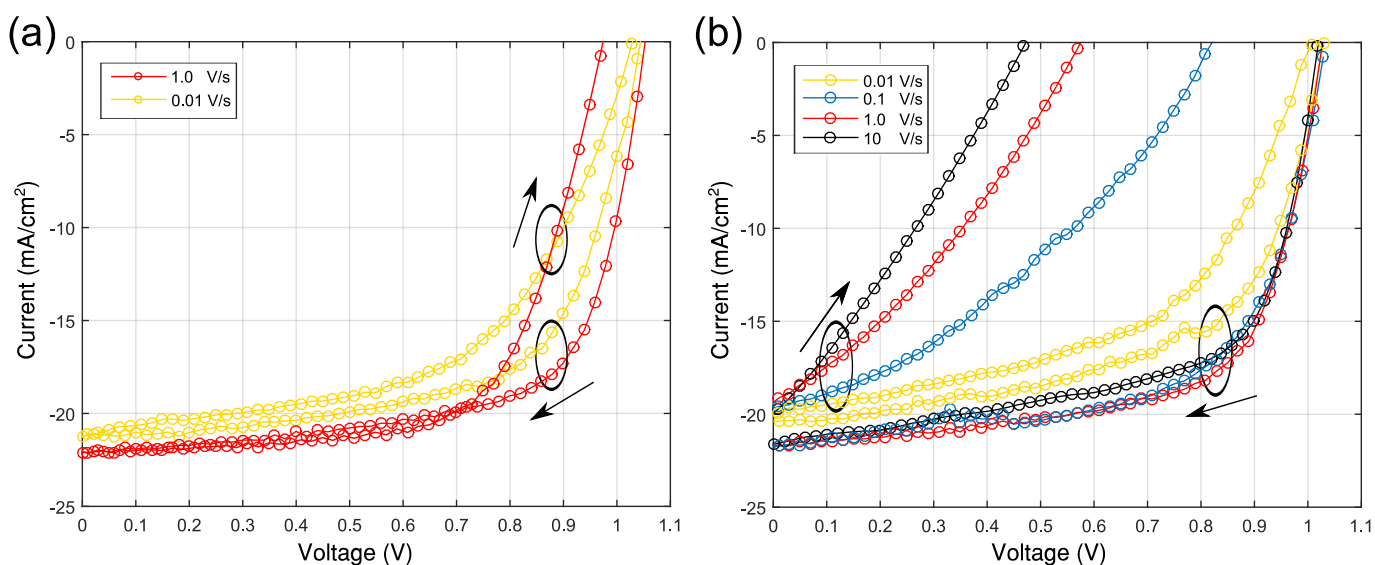 (a)
1.0 V/s
0.01 V/s
0
-5
-10
-15
-20
-25
Current (mA/cm²)
0 0.1 0.2 0.3 0.4 0.5 0.6 0.7 0.8 0.9 1 1.1
Voltage (V)
(b)
0.01 V/s
0.1 V/s
1.0 V/s
10 V/s
0
-5
-10
-15
-20
-25
Current (mA/cm²)
0 0.1 0.2 0.3 0.4 0.5 0.6 0.7 0.8 0.9 1 1.1
Voltage (V)